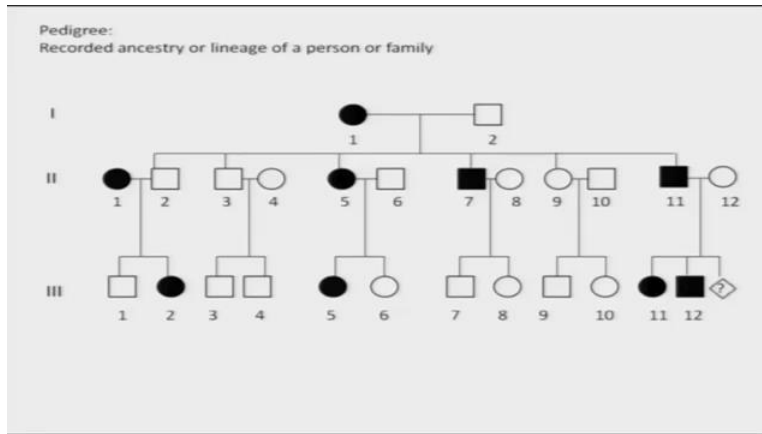 Pedigree:
Recorded ancestry or lineage of a person or family
I
1 2
II
1 2 3 4 5 6 7 8 9 10 11 12
?
III
1 2 3 4 5 6 7 8 9 10 11 12